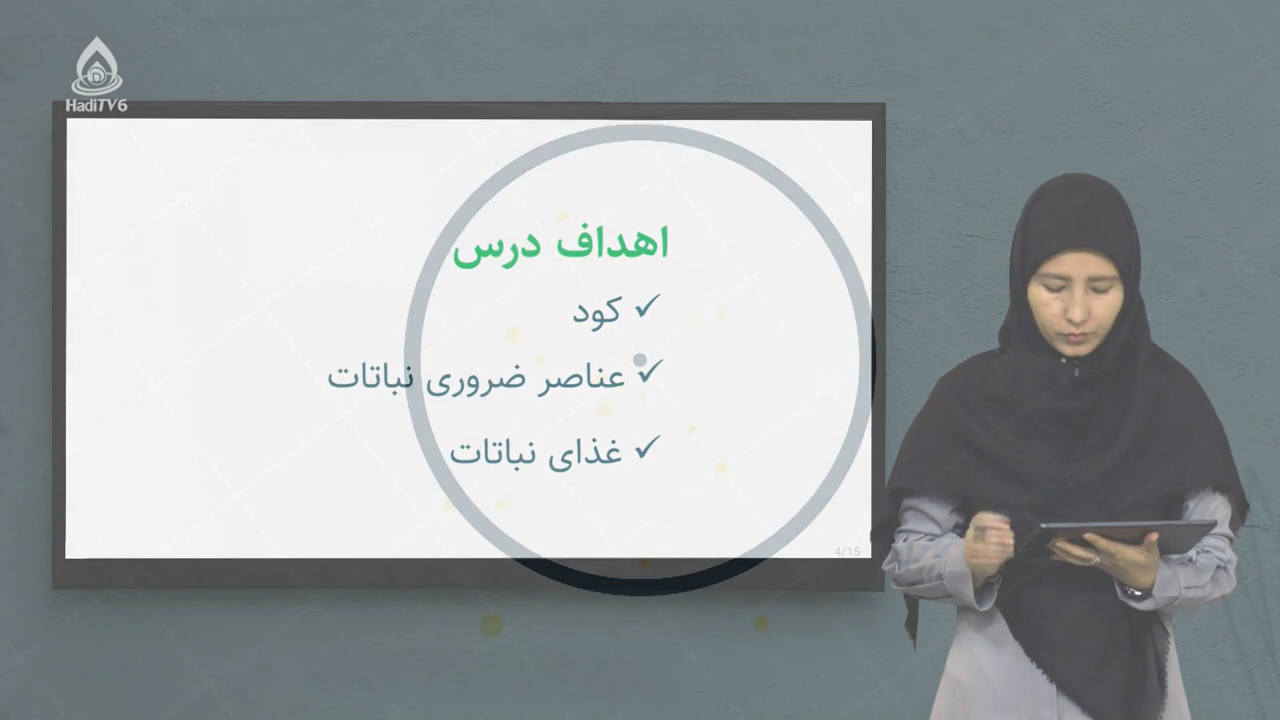 HadiTV6
اهداف درس
✓ کود
✓ عناصر ضروری نباتات
✓ غذای نباتات
4/15